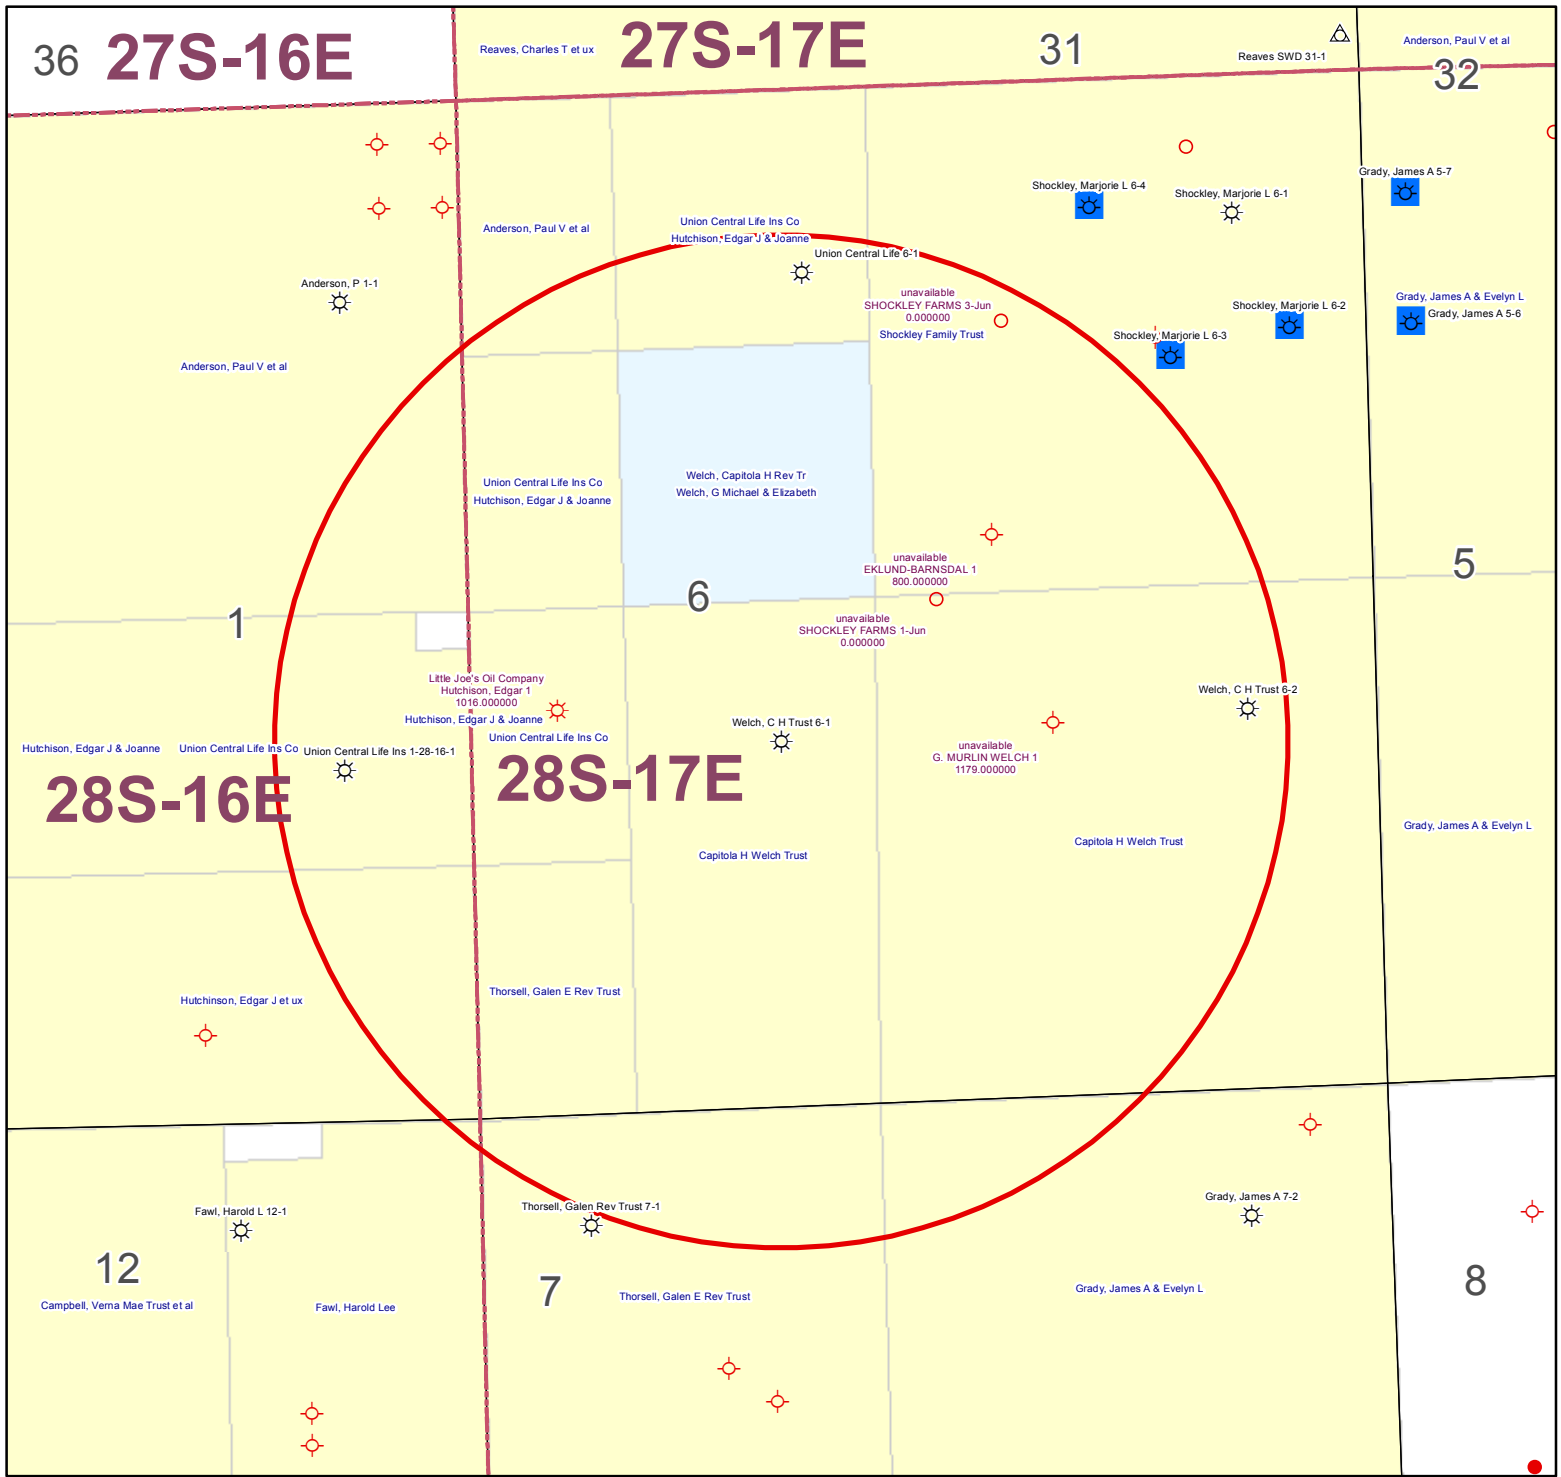 36
27S-16E
Reaves, Charles T et ux
27S-17E
31
Reaves SWD 31-1
Anderson, Paul V et al
32
Grady, James A 5-7
Shockley, Marjorie L 6-4
Shockley, Marjorie L 6-1
Anderson, Paul V et al
Union Central Life Ins Co
Hutchison, Edgar J & Joanne
Union Central Life 6-1
Anderson, P 1-1
unavailable
SHOCKLEY FARMS 3-Jun
0.000000
Shockley Family Trust
Shockley, Marjorie L 6-2
Grady, James A & Evelyn L
Grady, James A 5-6
Shockley, Marjorie L 6-3
Anderson, Paul V et al
Union Central Life Ins Co
Hutchison, Edgar J & Joanne
Welch, Capitola H Rev Tr
Welch, G Michael & Elizabeth
unavailable
EKLUND-BARNSDAL 1
800.000000
5
6
1
unavailable
SHOCKLEY FARMS 1-Jun
0.000000
Little Joe's Oil Company
Hutchison, Edgar 1
1016.000000
Hutchison, Edgar J & Joanne
Union Central Life Ins Co
Welch, C H Trust 6-1
Welch, C H Trust 6-2
Hutchison, Edgar J & Joanne
Union Central Life Ins Co
Union Central Life Ins 1-28-16-1
unavailable
G. MURLIN WELCH 1
1179.000000
28S-16E
28S-17E
Capitola H Welch Trust
Capitola H Welch Trust
Grady, James A & Evelyn L
Hutchinson, Edgar J et ux
Thorsell, Galen E Rev Trust
Fawl, Harold L 12-1
Thorsell, Galen Rev Trust 7-1
Grady, James A 7-2
12
7
8
Campbell, Verna Mae Trust et al
Fawl, Harold Lee
Thorsell, Galen E Rev Trust
Grady, James A & Evelyn L